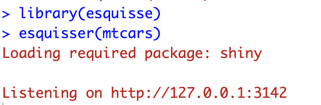 > library(esquisse)
> esquisser(mtcars)
Loading required package: shiny
Listening on http://127.0.0.1:3142